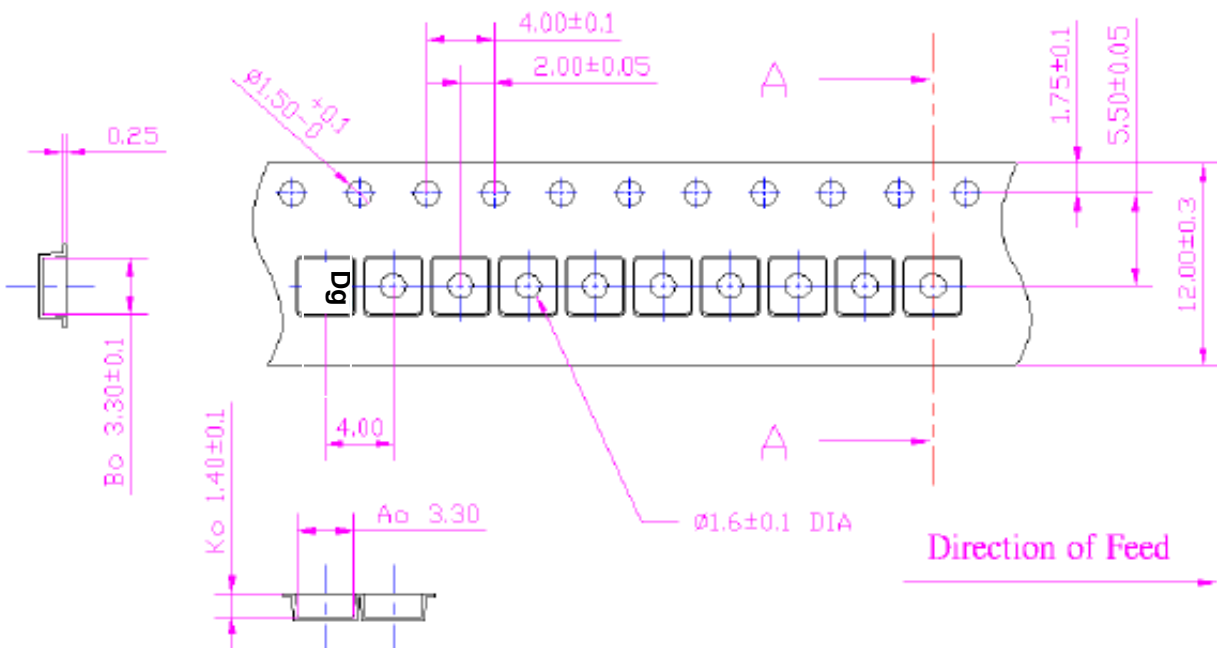 4.00±0.1
2.00±0.05
Ø1.50 +0.1 -0
A
1.75±0.1
5.50±0.05
0.25
12.00±0.3
Dg
Bo 3.30±0.1
4.00
A
Ko 1.40±0.1
Ao 3.30
Ø1.6±0.1 DIA
Direction of Feed